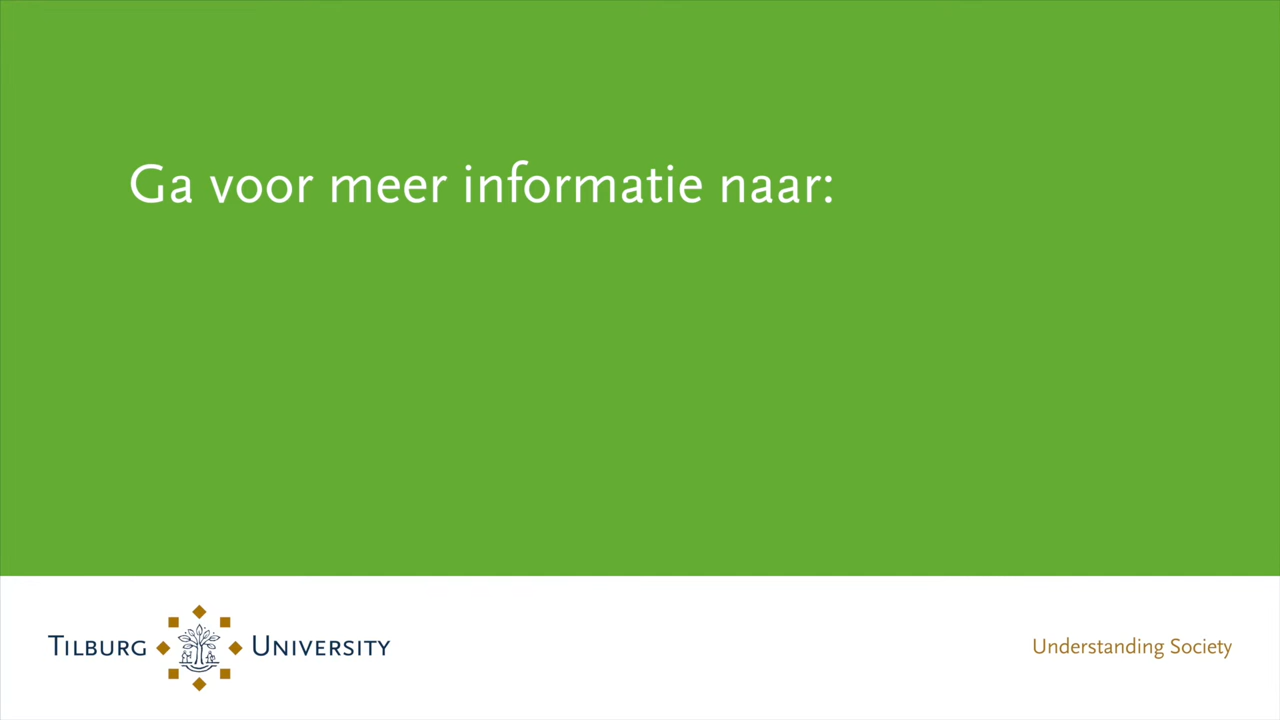 Ga voor meer informatie naar:
TILBURG UNIVERSITY
Understanding Society